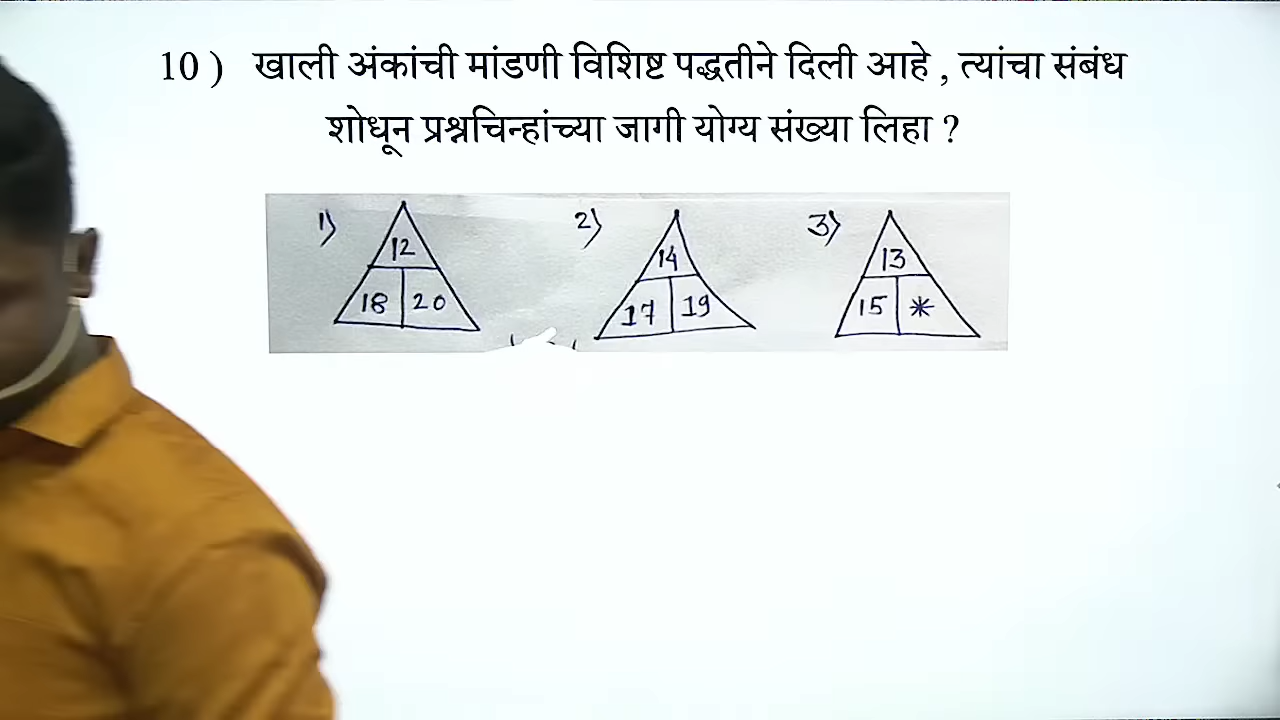 10 ) खाली अंकांची मांडणी विशिष्ट पद्धतीने दिली आहे , त्यांचा संबंध
शोधून प्रश्नचिन्हांच्या जागी योग्य संख्या लिहा ?
1) 2) 3)
12 14 13
18 20 17 19 15 *